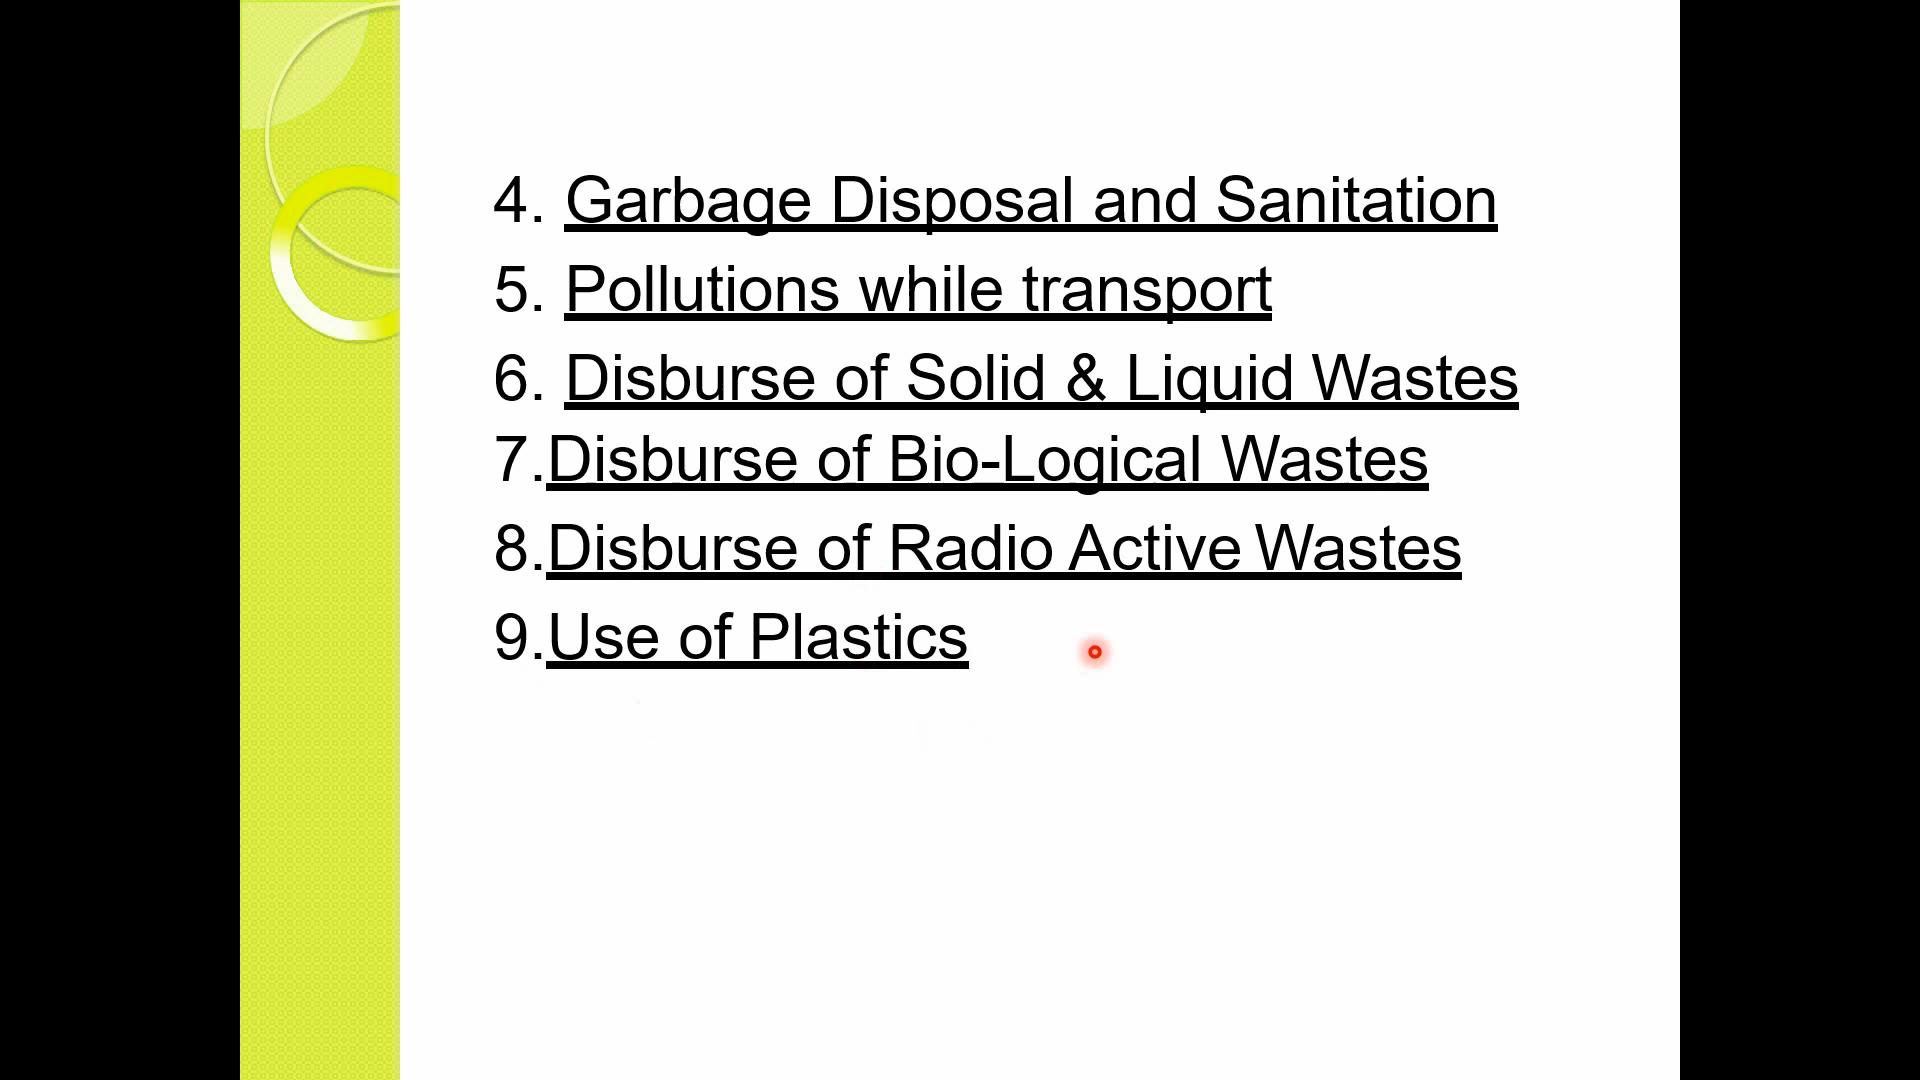 4. Garbage Disposal and Sanitation
5. Pollutions while transport
6. Disburse of Solid & Liquid Wastes
7.Disburse of Bio-Logical Wastes
8.Disburse of Radio Active Wastes
9.Use of Plastics